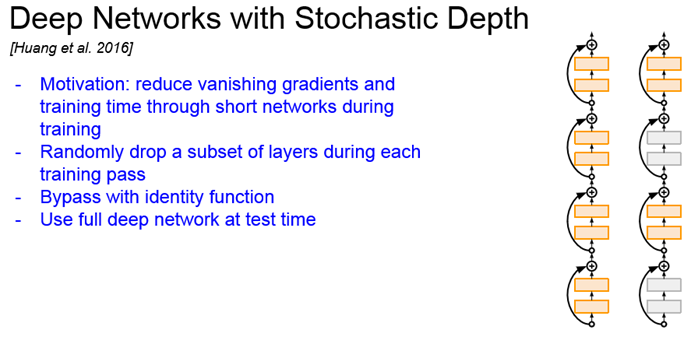 Deep Networks with Stochastic Depth
[Huang et al. 2016]
- Motivation: reduce vanishing gradients and
training time through short networks during
training
- Randomly drop a subset of layers during each
training pass
- Bypass with identity function
- Use full deep network at test time